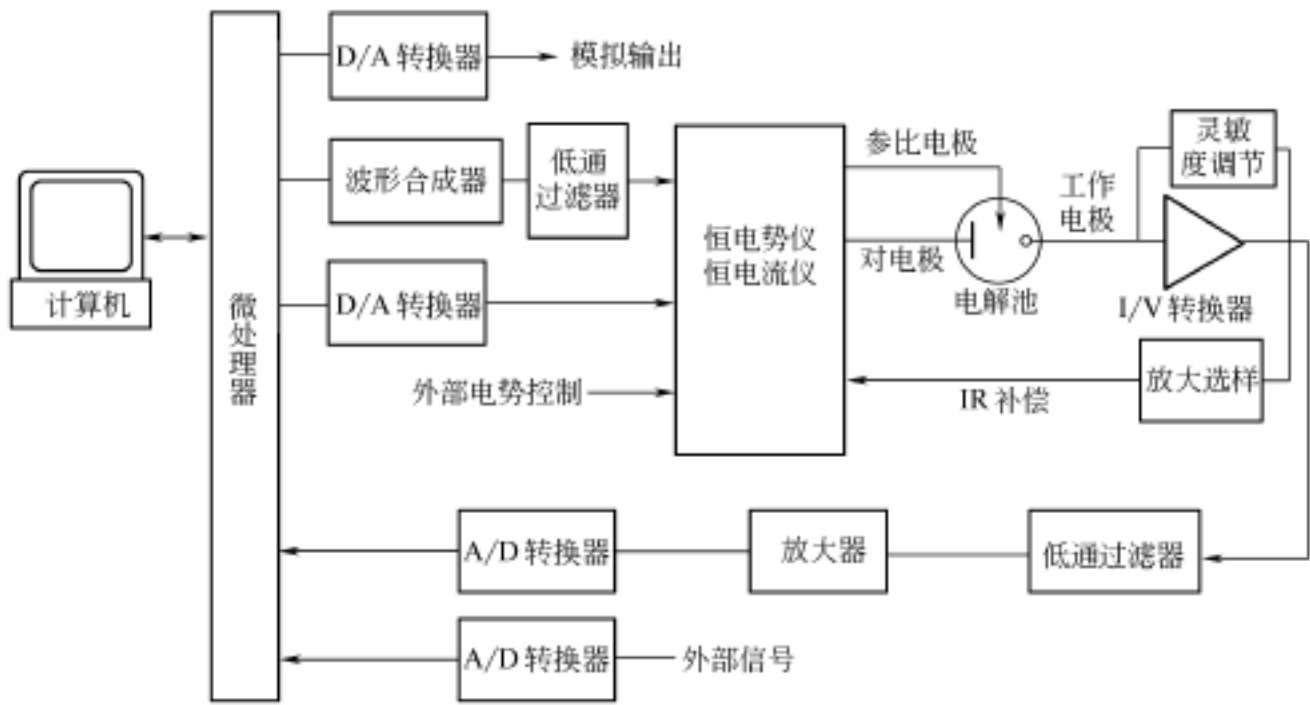 D/A 转换器
模拟输出
波形合成器
低通
过滤器
参比电极
灵敏
度调节
工作
电极
恒电势仪
恒电流仪
对电极
电解池
I/V 转换器
计算机
微处理器
D/A 转换器
外部电势控制
IR 补偿
放大选样
A/D 转换器
放大器
低通过滤器
A/D 转换器
外部信号